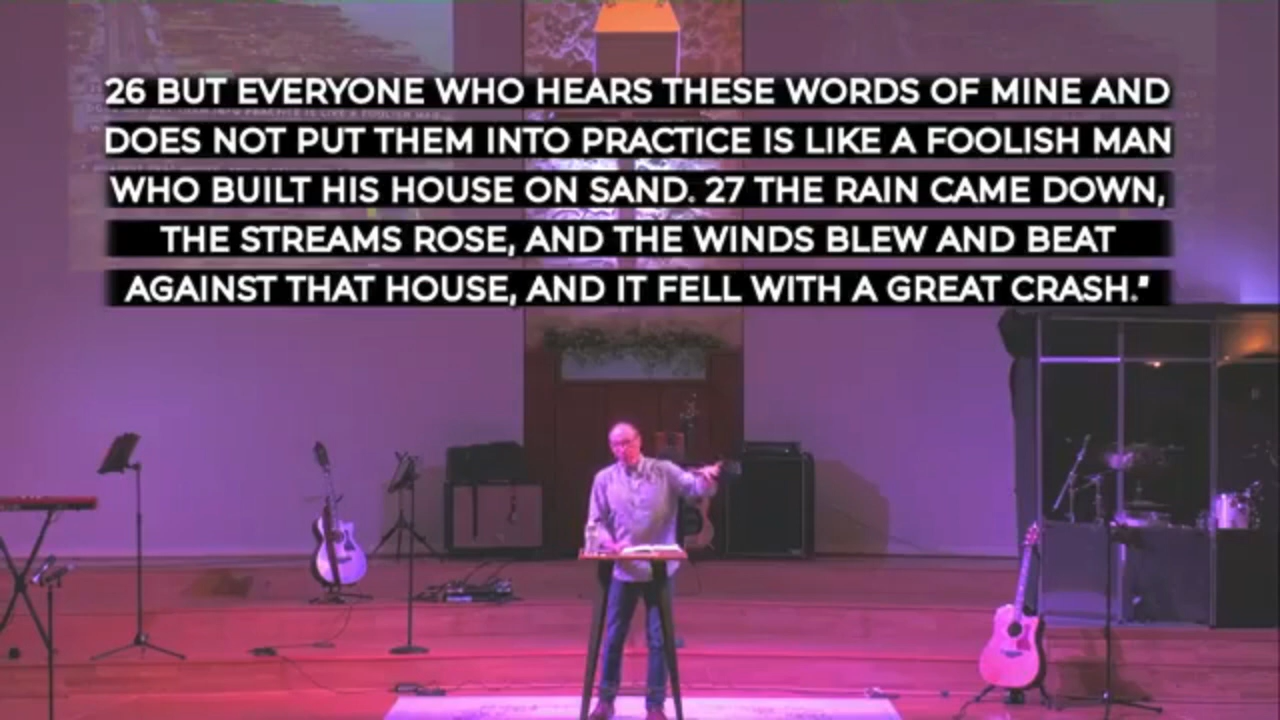 26 BUT EVERYONE WHO HEARS THESE WORDS OF MINE AND
DOES NOT PUT THEM INTO PRACTICE IS LIKE A FOOLISH MAN
WHO BUILT HIS HOUSE ON SAND. 27 THE RAIN CAME DOWN,
THE STREAMS ROSE, AND THE WINDS BLEW AND BEAT
AGAINST THAT HOUSE, AND IT FELL WITH A GREAT CRASH."